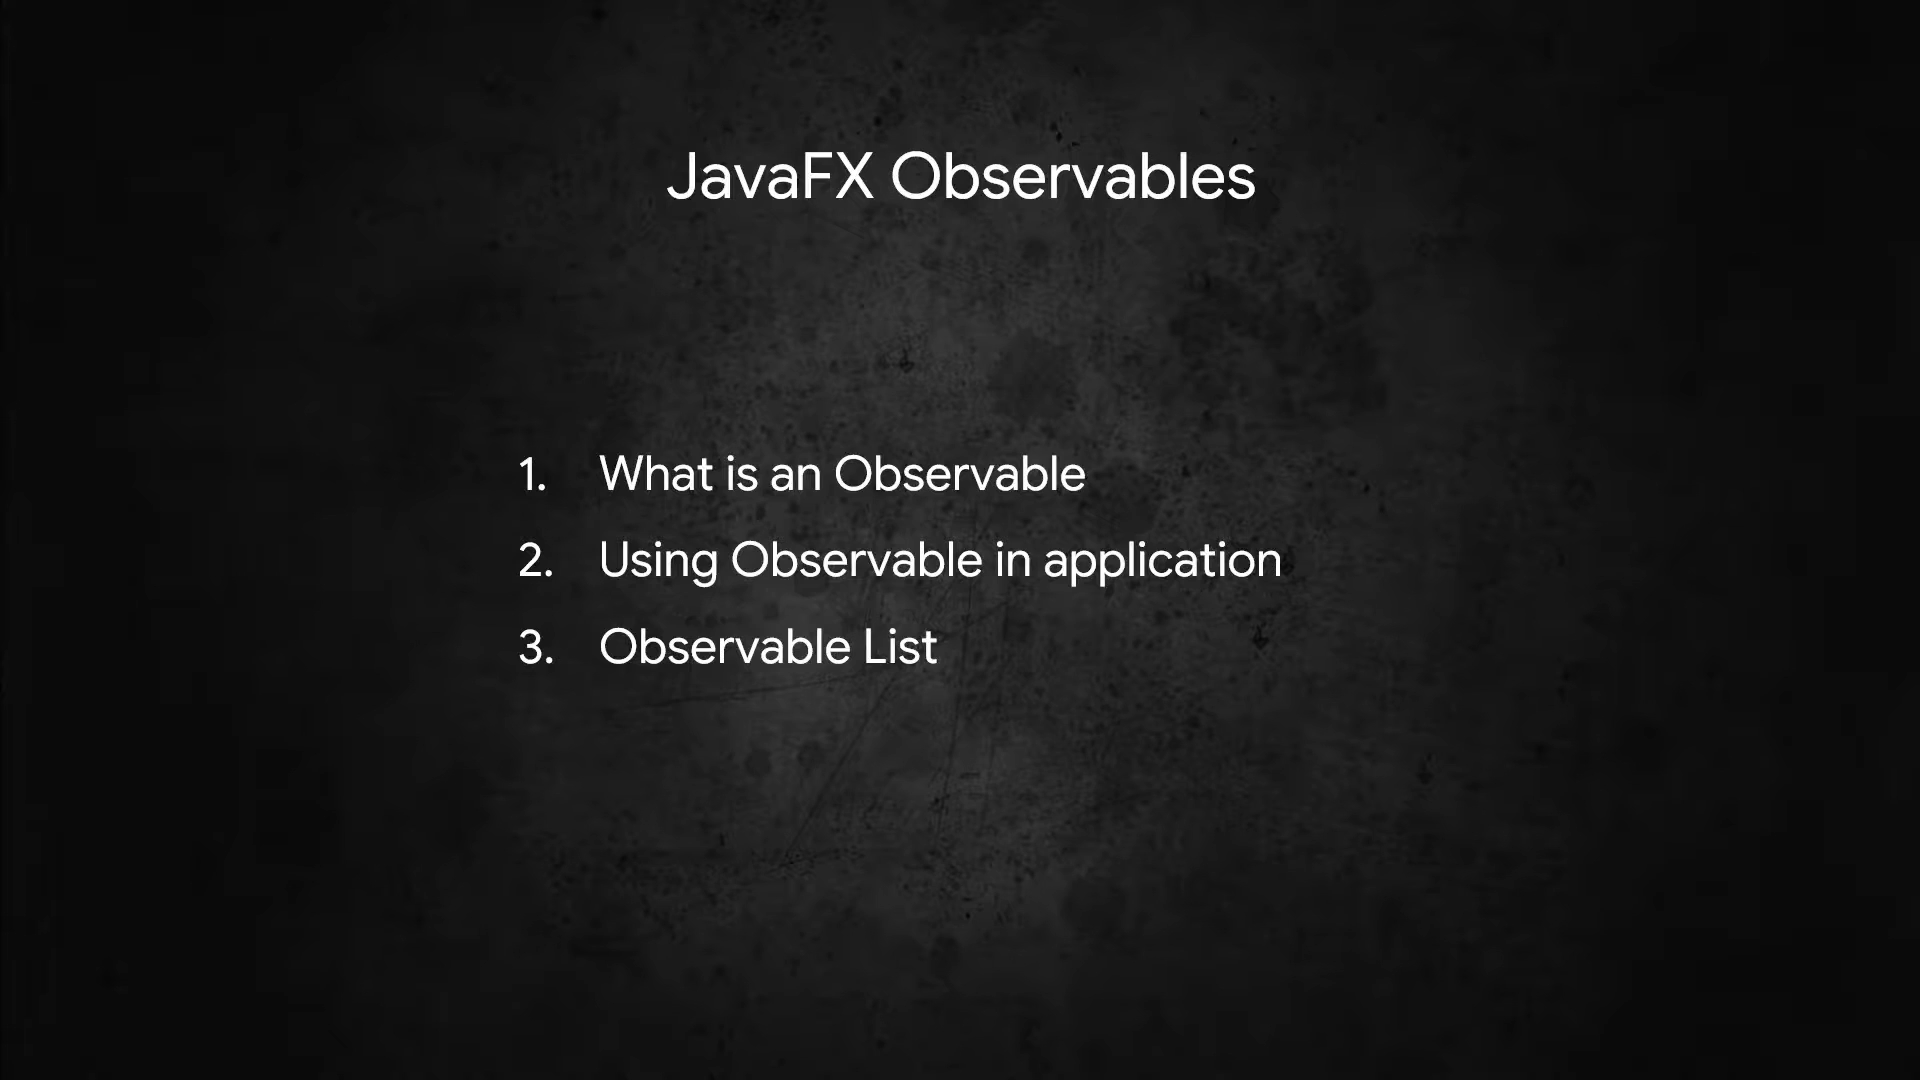 JavaFX Observables
1. What is an Observable
2. Using Observable in application
3. Observable List